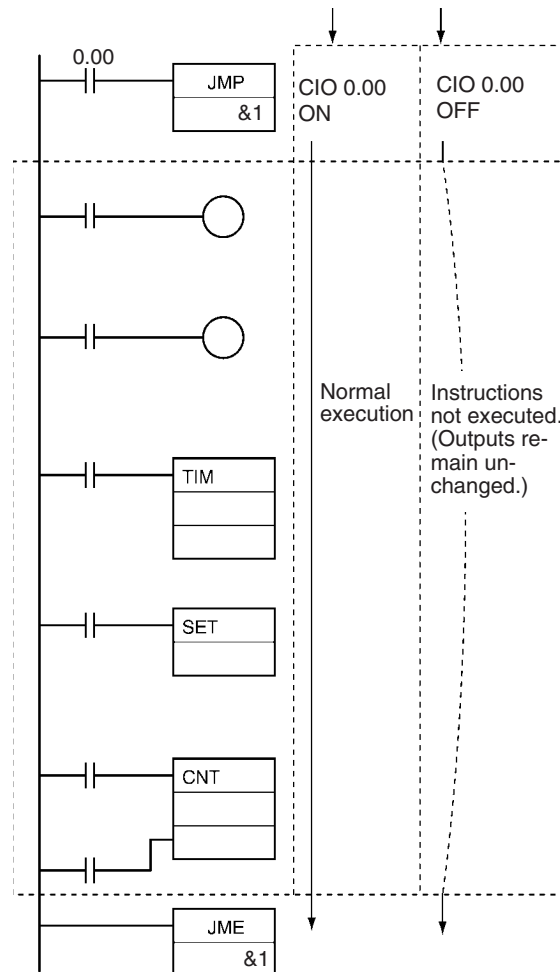 0.00
JMP
&1
CIO 0.00
ON
CIO 0.00
OFF
Normal
execution
Instructions
not executed.
(Outputs re-
main un-
changed.)
TIM
SET
CNT
JME
&1